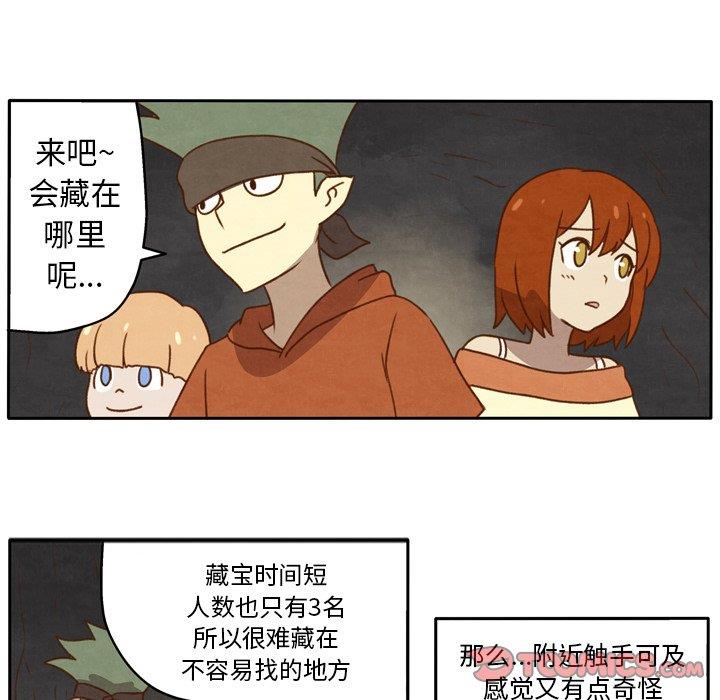 来吧~
会藏在
哪里
呢...
藏宝时间短
人数也只有3名
所以很难藏在
不容易找的地方
那么...附近触手可及
感觉又有点奇怪
TCOMICS.COM